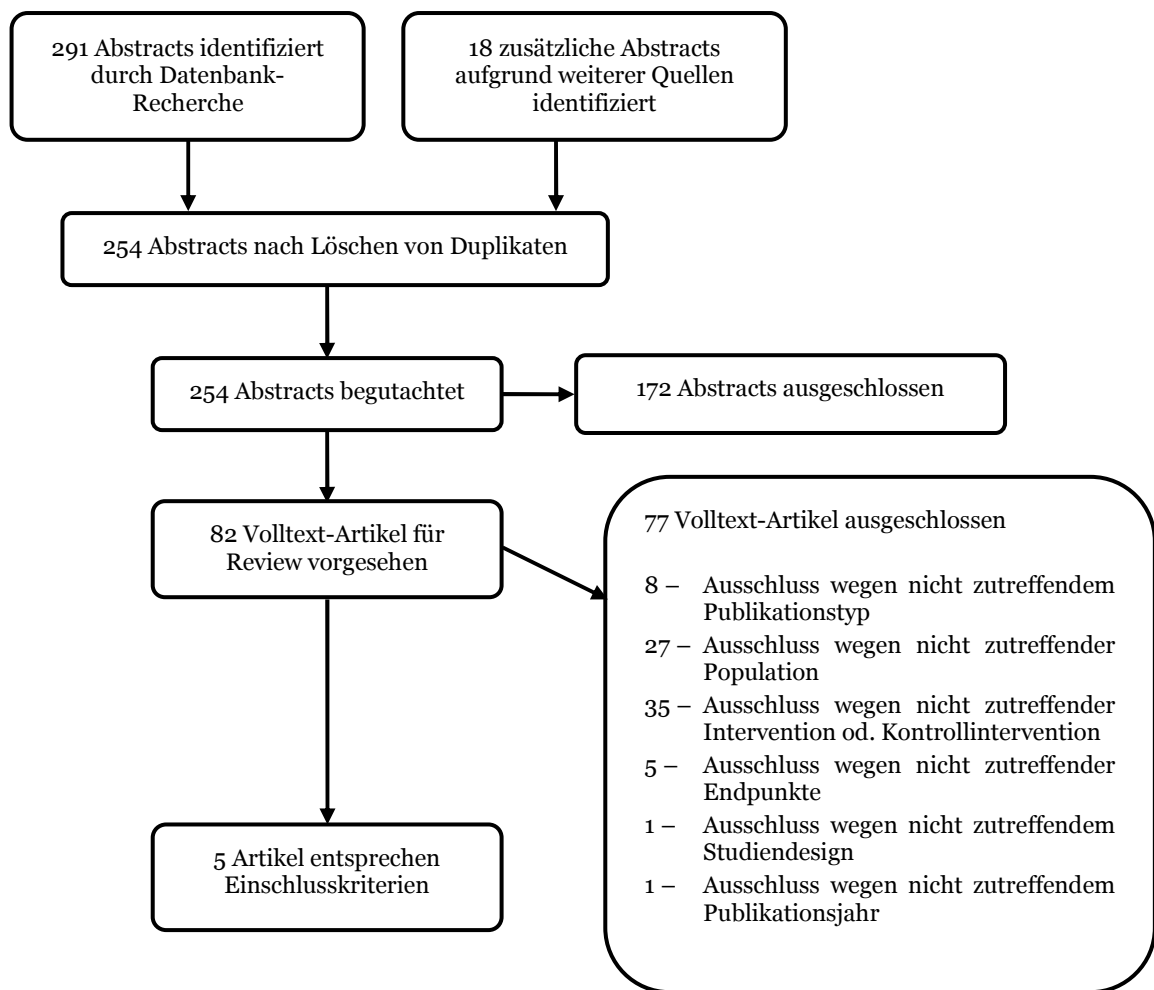 291 Abstracts identifiziert
durch Datenbank-
Recherche
18 zusätzliche Abstracts
aufgrund weiterer Quellen
identifiziert
254 Abstracts nach Löschen von Duplikaten
254 Abstracts begutachtet
172 Abstracts ausgeschlossen
82 Volltext-Artikel für
Review vorgesehen
77 Volltext-Artikel ausgeschlossen
8 – Ausschluss wegen nicht zutreffendem
Publikationstyp
27 – Ausschluss wegen nicht zutreffender
Population
35 – Ausschluss wegen nicht zutreffender
Intervention od. Kontrollintervention
5 – Ausschluss wegen nicht zutreffender
Endpunkte
1 – Ausschluss wegen nicht zutreffendem
Studiendesign
1 – Ausschluss wegen nicht zutreffendem
Publikationsjahr
5 Artikel entsprechen
Einschlusskriterien